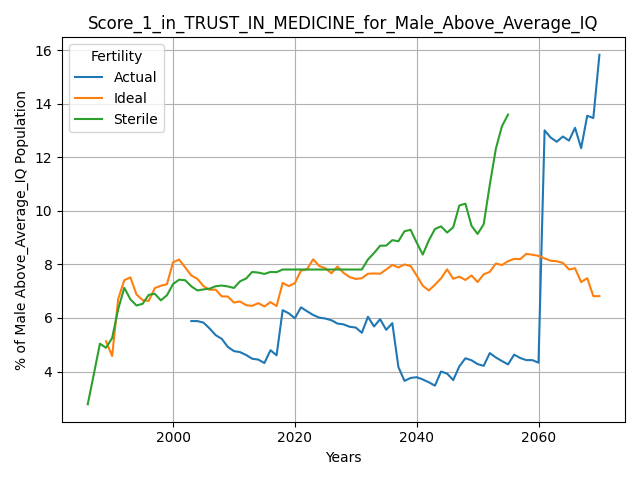 Score_1_in_TRUST_IN_MEDICINE_for_Male_Above_Average_IQ
% of Male Above_Average_IQ Population
16
14
12
10
8
6
4
Fertility
Actual
Ideal
Sterile
2000
2020
2040
2060
Years